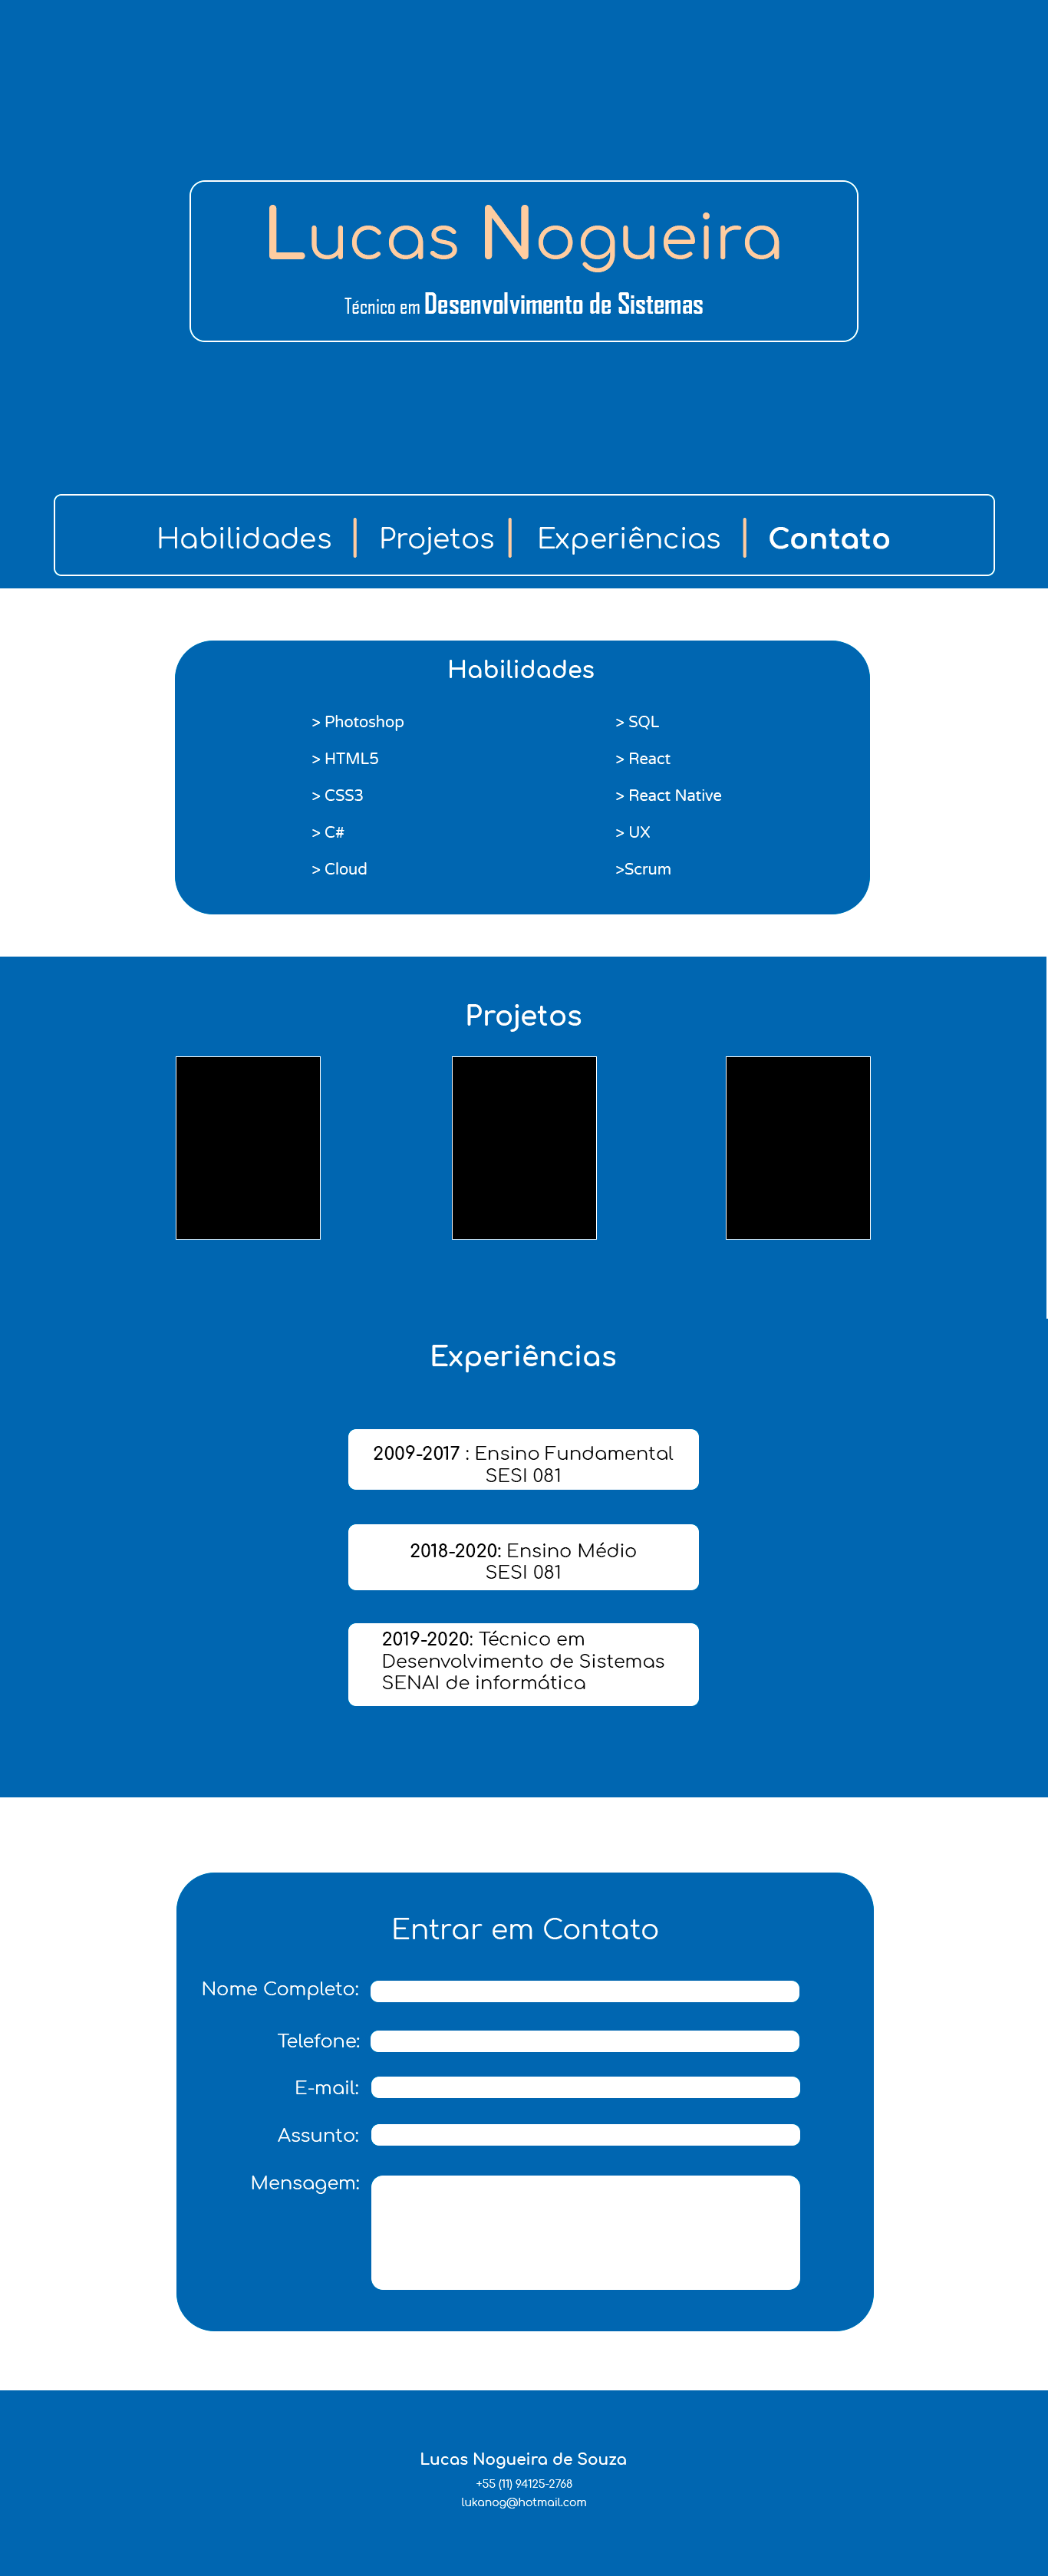 Lucas Nogueira
Técnico em Desenvolvimento de Sistemas
Habilidades | Projetos | Experiências | Contato
Habilidades
> Photoshop
> HTML5
> CSS3
> C#
> Cloud
> SQL
> React
> React Native
> UX
>Scrum
Projetos
Experiências
2009-2017 : Ensino Fundamental
SESI 081
2018-2020: Ensino Médio
SESI 081
2019-2020: Técnico em
Desenvolvimento de Sistemas
SENAI de informática
Entrar em Contato
Nome Completo:
Telefone:
E-mail:
Assunto:
Mensagem:
Lucas Nogueira de Souza
+55 (11) 94125-2768
lukanog@hotmail.com